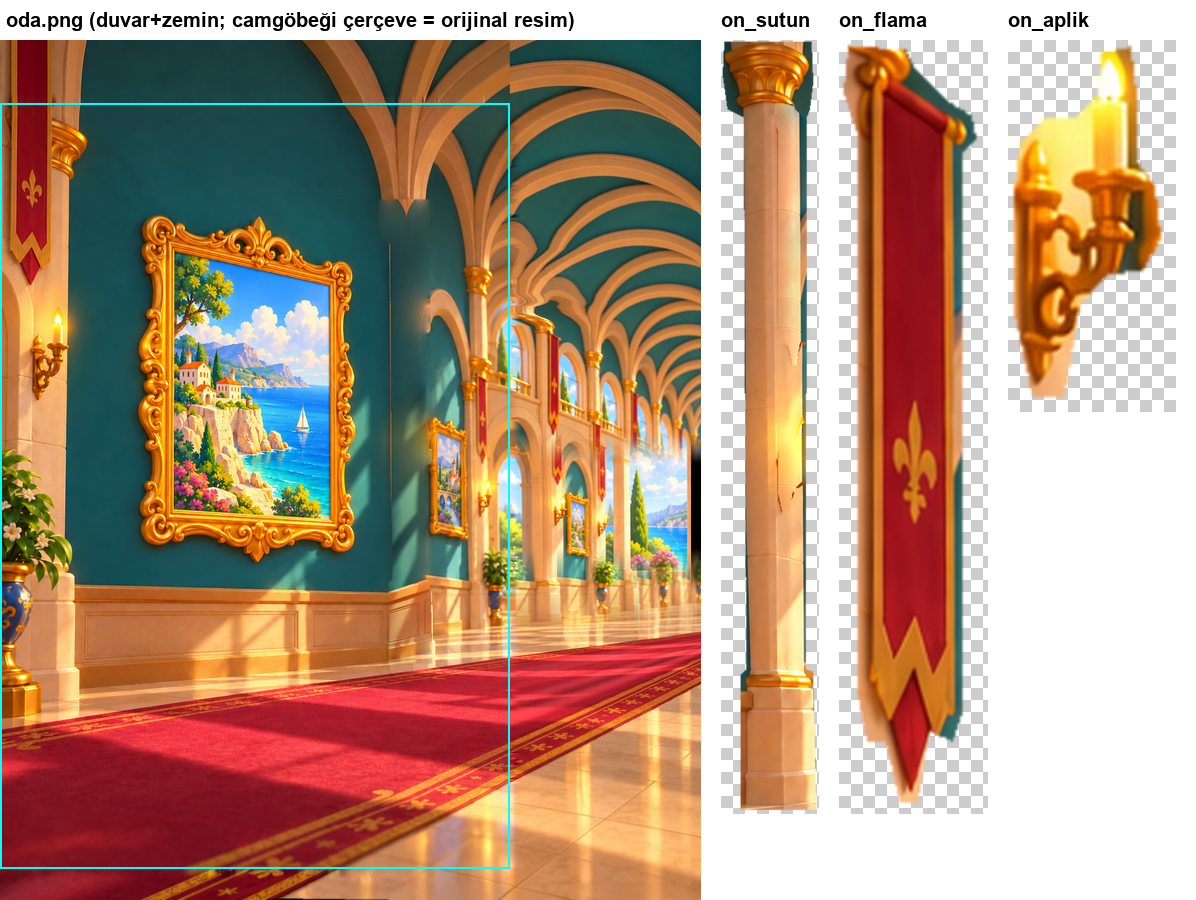 oda.png (duvar+zemin; camgöbeği çerçeve = orijinal resim)
on_sutun
on_flama
on_aplik